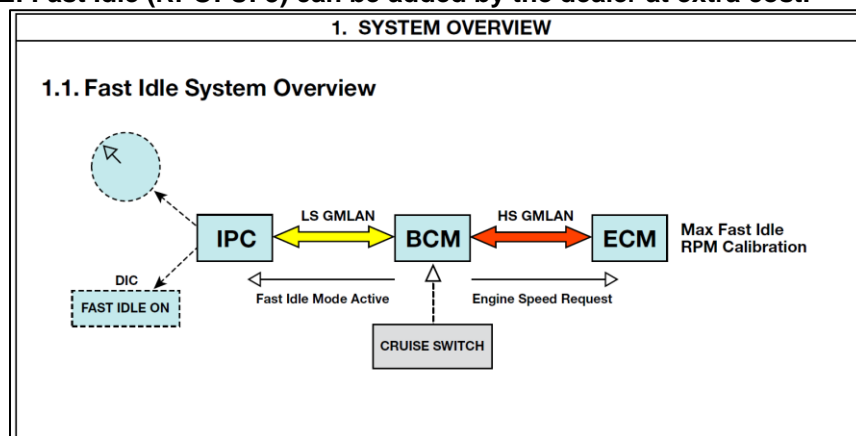 1. SYSTEM OVERVIEW
1.1. Fast Idle System Overview
LS GMLAN
HS GMLAN
IPC
BCM
ECM
Max Fast Idle
RPM Calibration
DIC
FAST IDLE ON
Fast Idle Mode Active
Engine Speed Request
CRUISE SWITCH